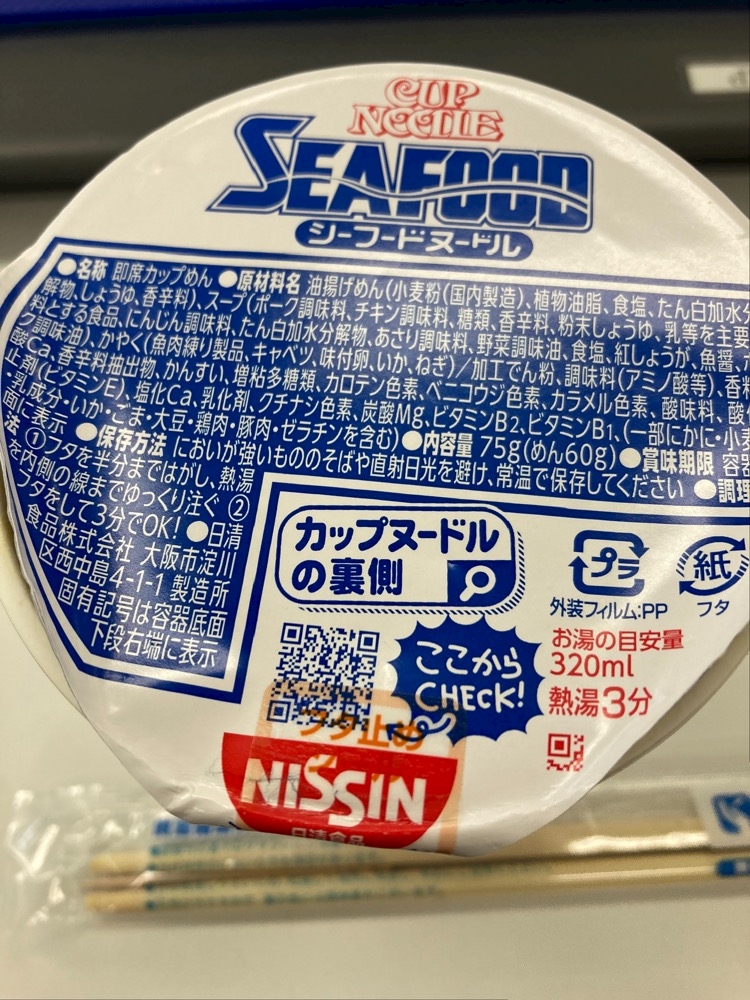 CUP
NOODLE
SEAFOOD
シーフードヌードル
●名称 即席カップめん ●原材料名 油揚げめん(小麦粉(国内製造)、植物油脂、食塩、たん白加水分
解物、しょうゆ、香辛料)、スープ(ポーク調味料、チキン調味料、糖類、香辛料、粉末しょうゆ、乳等を主要
料とする食品、にんじん調味料、たん白加水分解物、あさり調味料、野菜調味油、食塩、紅しょうが、魚醤、
ク調味油)、かやく(魚肉練り製品、キャベツ、味付卵、いか、ねぎ)/加工でん粉、調味料(アミノ酸等)、香
酸Ca、香辛料抽出物、かんすい、増粘多糖類、カロテン色素、ベニコウジ色素、カラメル色素、酸味料、酸
止剤(ビタミンE)、塩化Ca、乳化剤、クチナシ色素、炭酸Mg、ビタミンB2、ビタミンB1、(一部にかに・小麦
乳成分・いか・ごま・大豆・鶏肉・豚肉・ゼラチンを含む) ●内容量 75g(めん60g) ●賞味期限 容器
面に表示 ●保存方法 においが強いもののそばや直射日光を避け、常温で保存してください ●調理
法 ①フタを半分まではがし、熱湯
を内側の線までゆっくり注ぐ ②
フタをして3分でOK! ●日清
食品株式会社 大阪市淀川
区西中島4-1-1 製造所
固有記号は容器底面
下段右端に表示
カップヌードル
の裏側
プラ
外装フィルム:PP
紙
フタ
ここから
CHECK!
お湯の目安量
320ml
熱湯3分
フタ止め
NISSIN
日清食品